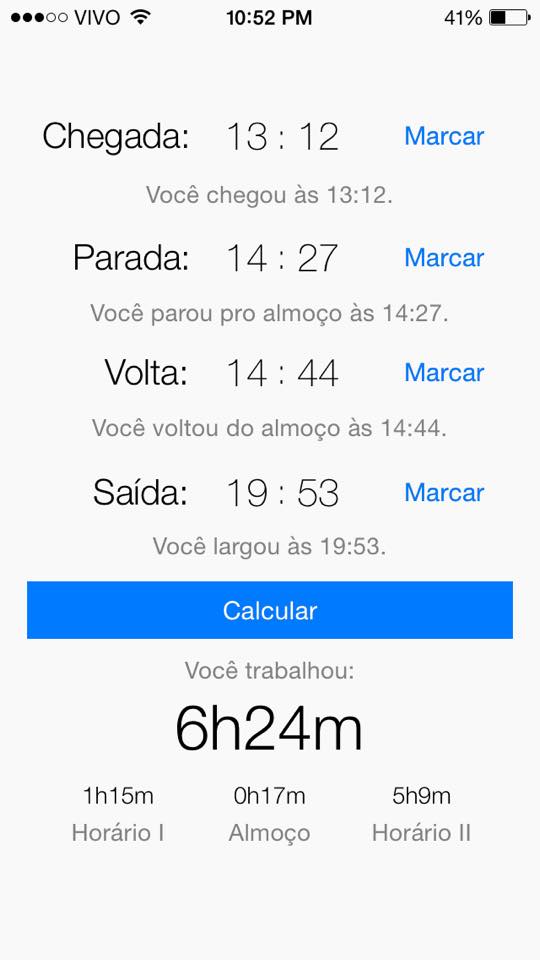 VIVO 10:52 PM 41%
Chegada: 13 : 12 Marcar
Você chegou às 13:12.
Parada: 14 : 27 Marcar
Você parou pro almoço às 14:27.
Volta: 14 : 44 Marcar
Você voltou do almoço às 14:44.
Saída: 19 : 53 Marcar
Você largou às 19:53.
Calcular
Você trabalhou:
6h24m
1h15m 0h17m 5h9m
Horário I Almoço Horário II